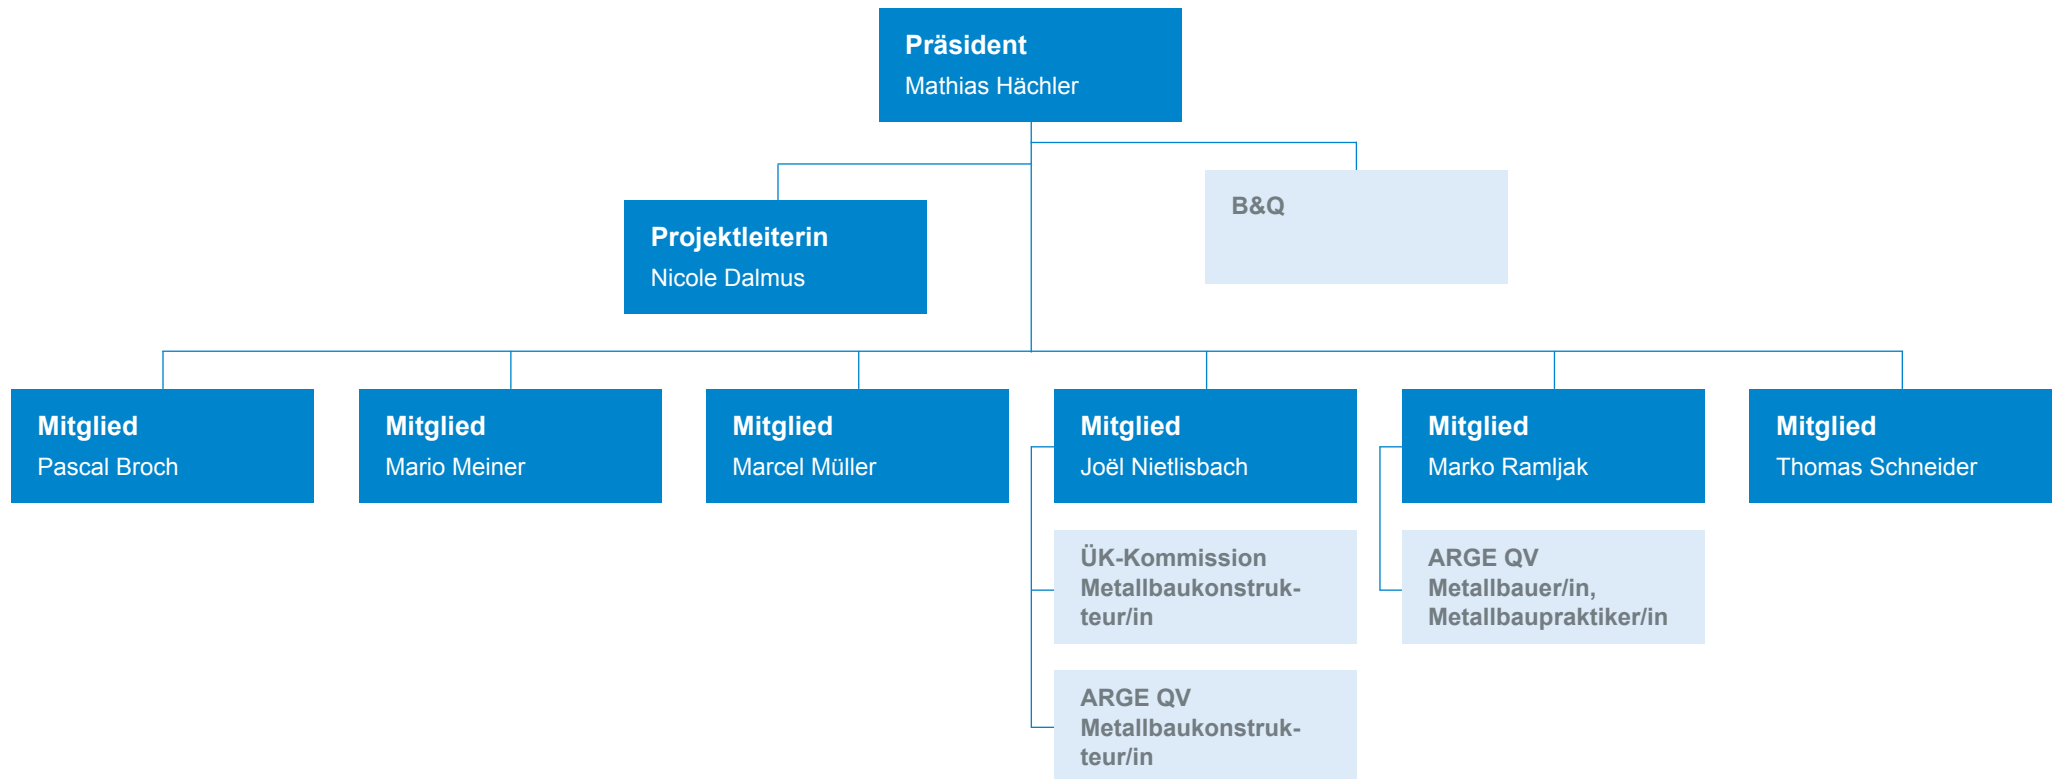 Präsident
Mathias Hächler
B&Q
Projektleiterin
Nicole Dalmus
Mitglied
Pascal Broch
Mitglied
Mario Meiner
Mitglied
Marcel Müller
Mitglied
Joël Nietlisbach
Mitglied
Marko Ramljak
Mitglied
Thomas Schneider
ÜK-Kommission
Metallbaukonstruk-
teur/in
ARGE QV
Metallbauer/in,
Metallbaupraktiker/in
ARGE QV
Metallbaukonstruk-
teur/in